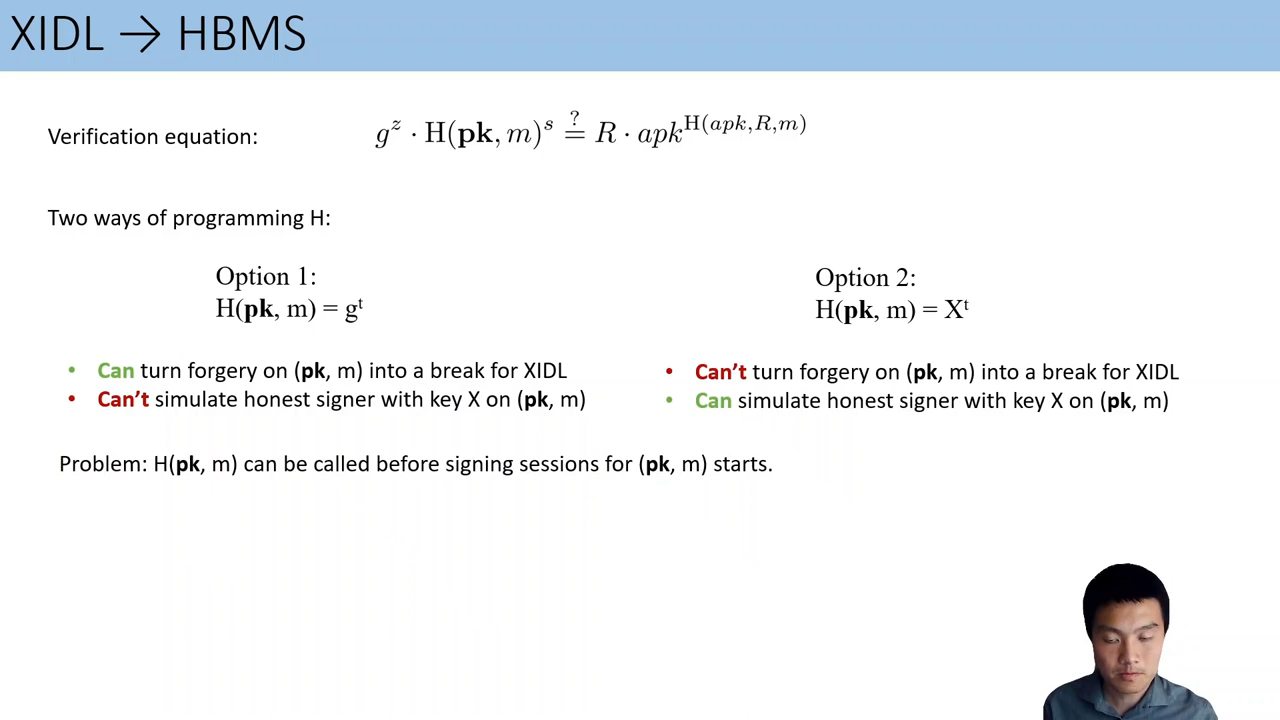 XIDL → HBMS
Verification equation:
g^z · H(pk, m)^s ≟ R · apk^H(apk,R,m)
Two ways of programming H:
Option 1:
H(pk, m) = g^t
• Can turn forgery on (pk, m) into a break for XIDL
• Can't simulate honest signer with key X on (pk, m)
Option 2:
H(pk, m) = X^t
• Can't turn forgery on (pk, m) into a break for XIDL
• Can simulate honest signer with key X on (pk, m)
Problem: H(pk, m) can be called before signing sessions for (pk, m) starts.